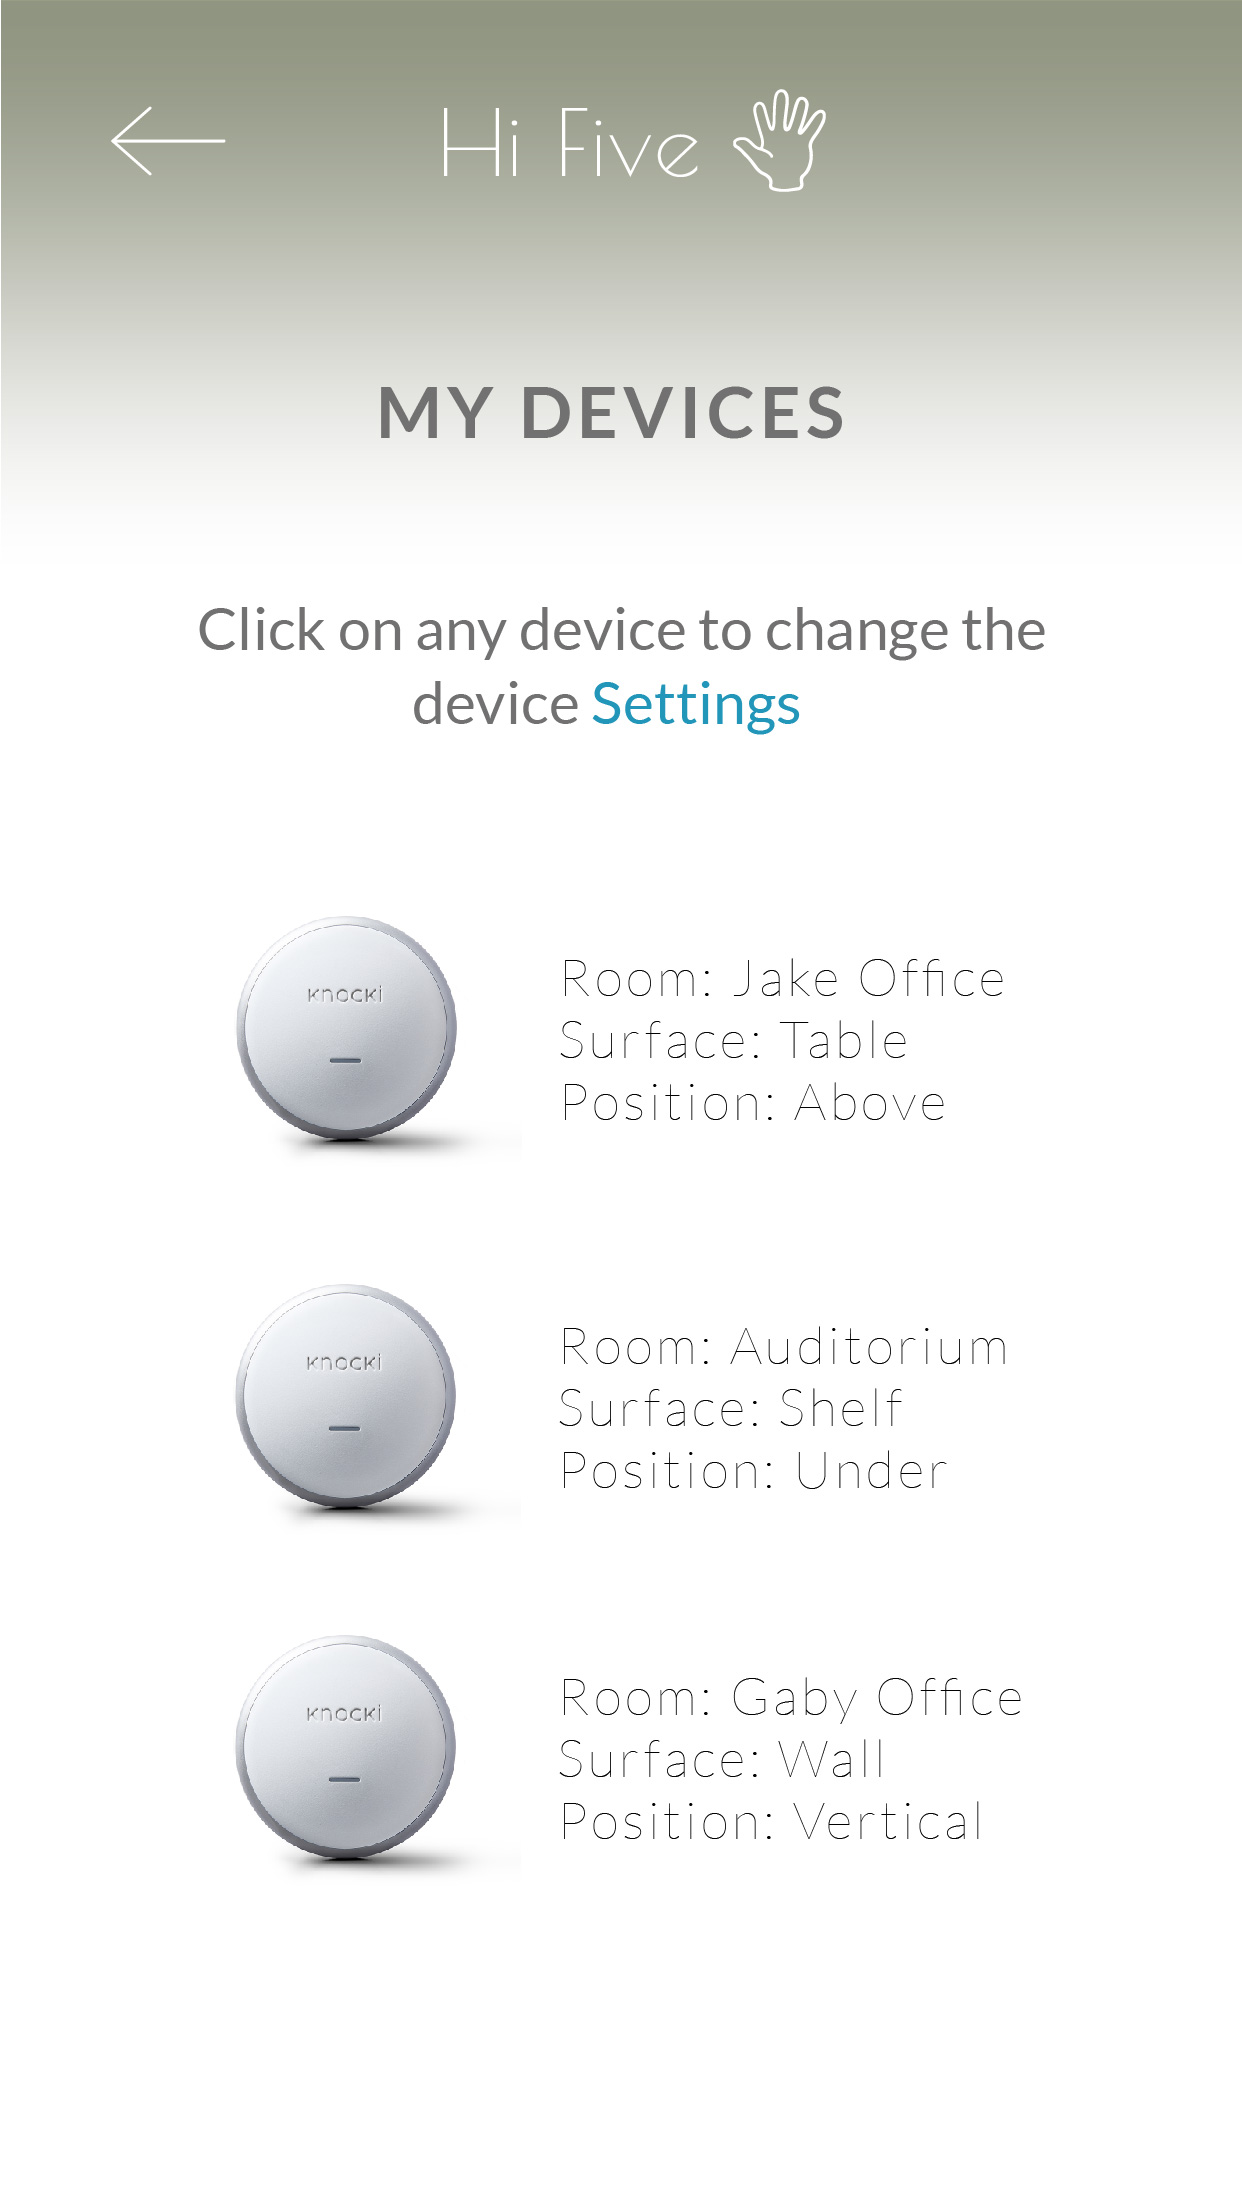 Hi Five
MY DEVICES
Click on any device to change the
device Settings
knocki
Room: Jake Office
Surface: Table
Position: Above
knocki
Room: Auditorium
Surface: Shelf
Position: Under
knocki
Room: Gaby Office
Surface: Wall
Position: Vertical